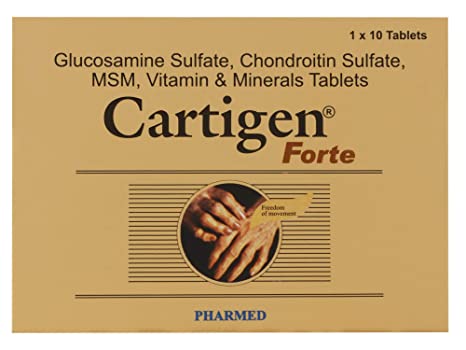 1 x 10 Tablets
Glucosamine Sulfate, Chondroitin Sulfate,
MSM, Vitamin & Minerals Tablets
Cartigen®
Forte
Freedom
of movement
PHARMED